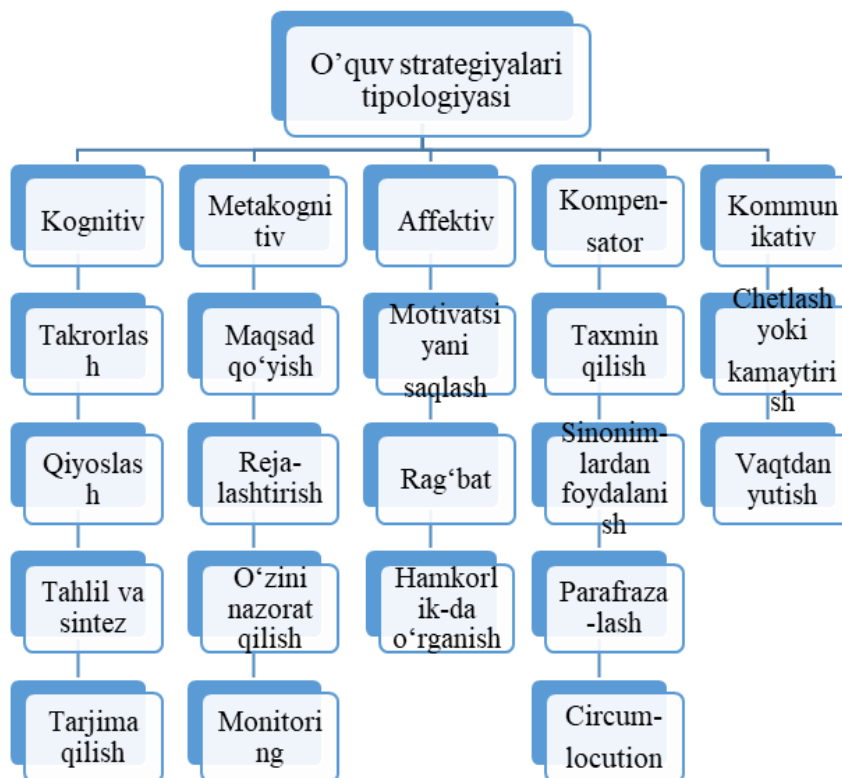 O’quv strategiyalari
tipologiyasi
Kognitiv
Metakogni
tiv
Affektiv
Kompen-
sator
Kommun
ikativ
Takrorlas
h
Maqsad
qo‘yish
Motivatsi
yani
saqlash
Taxmin
qilish
Chetlash
yoki
kamaytiri
sh
Qiyoslas
h
Reja-
lashtirish
Rag‘bat
Sinonim-
lardan
foydalani
sh
Vaqtdan
yutish
Tahlil va
sintez
O‘zini
nazorat
qilish
Hamkorl
ik-da
o‘rganish
Parafraza
-lash
Tarjima
qilish
Monitori
ng
Circum-
locution